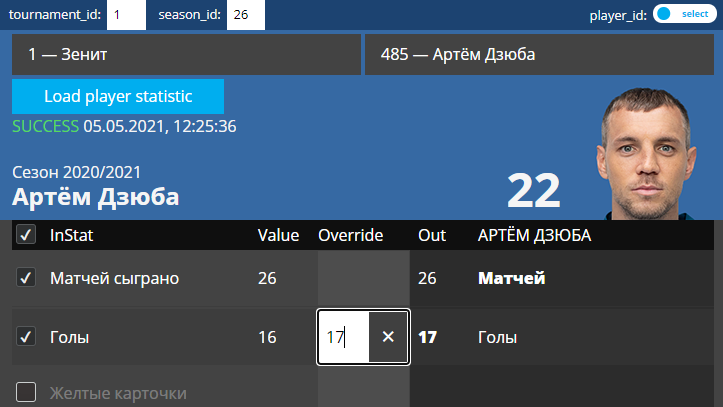 tournament_id: 1 season_id: 26 player_id: select
1 — Зенит 485 — Артём Дзюба
Load player statistic
SUCCESS 05.05.2021, 12:25:36
Сезон 2020/2021
Артём Дзюба 22
InStat Value Override Out АРТЁМ ДЗЮБА
Матчей сыграно 26 26 Матчей
Голы 16 17 17 Голы
Желтые карточки